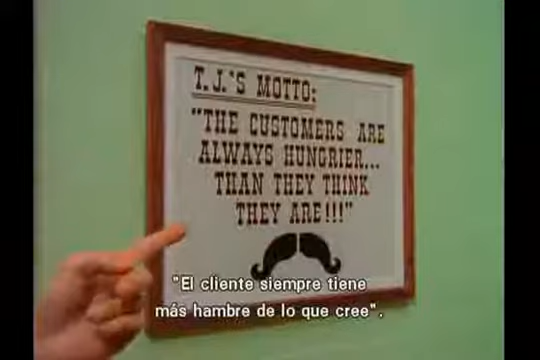 T.J.'S MOTTO:
"THE CUSTOMERS ARE
ALWAYS HUNGRIER...
THAN THEY THINK
THEY ARE!!!"
"El cliente siempre tiene
más hambre de lo que cree".